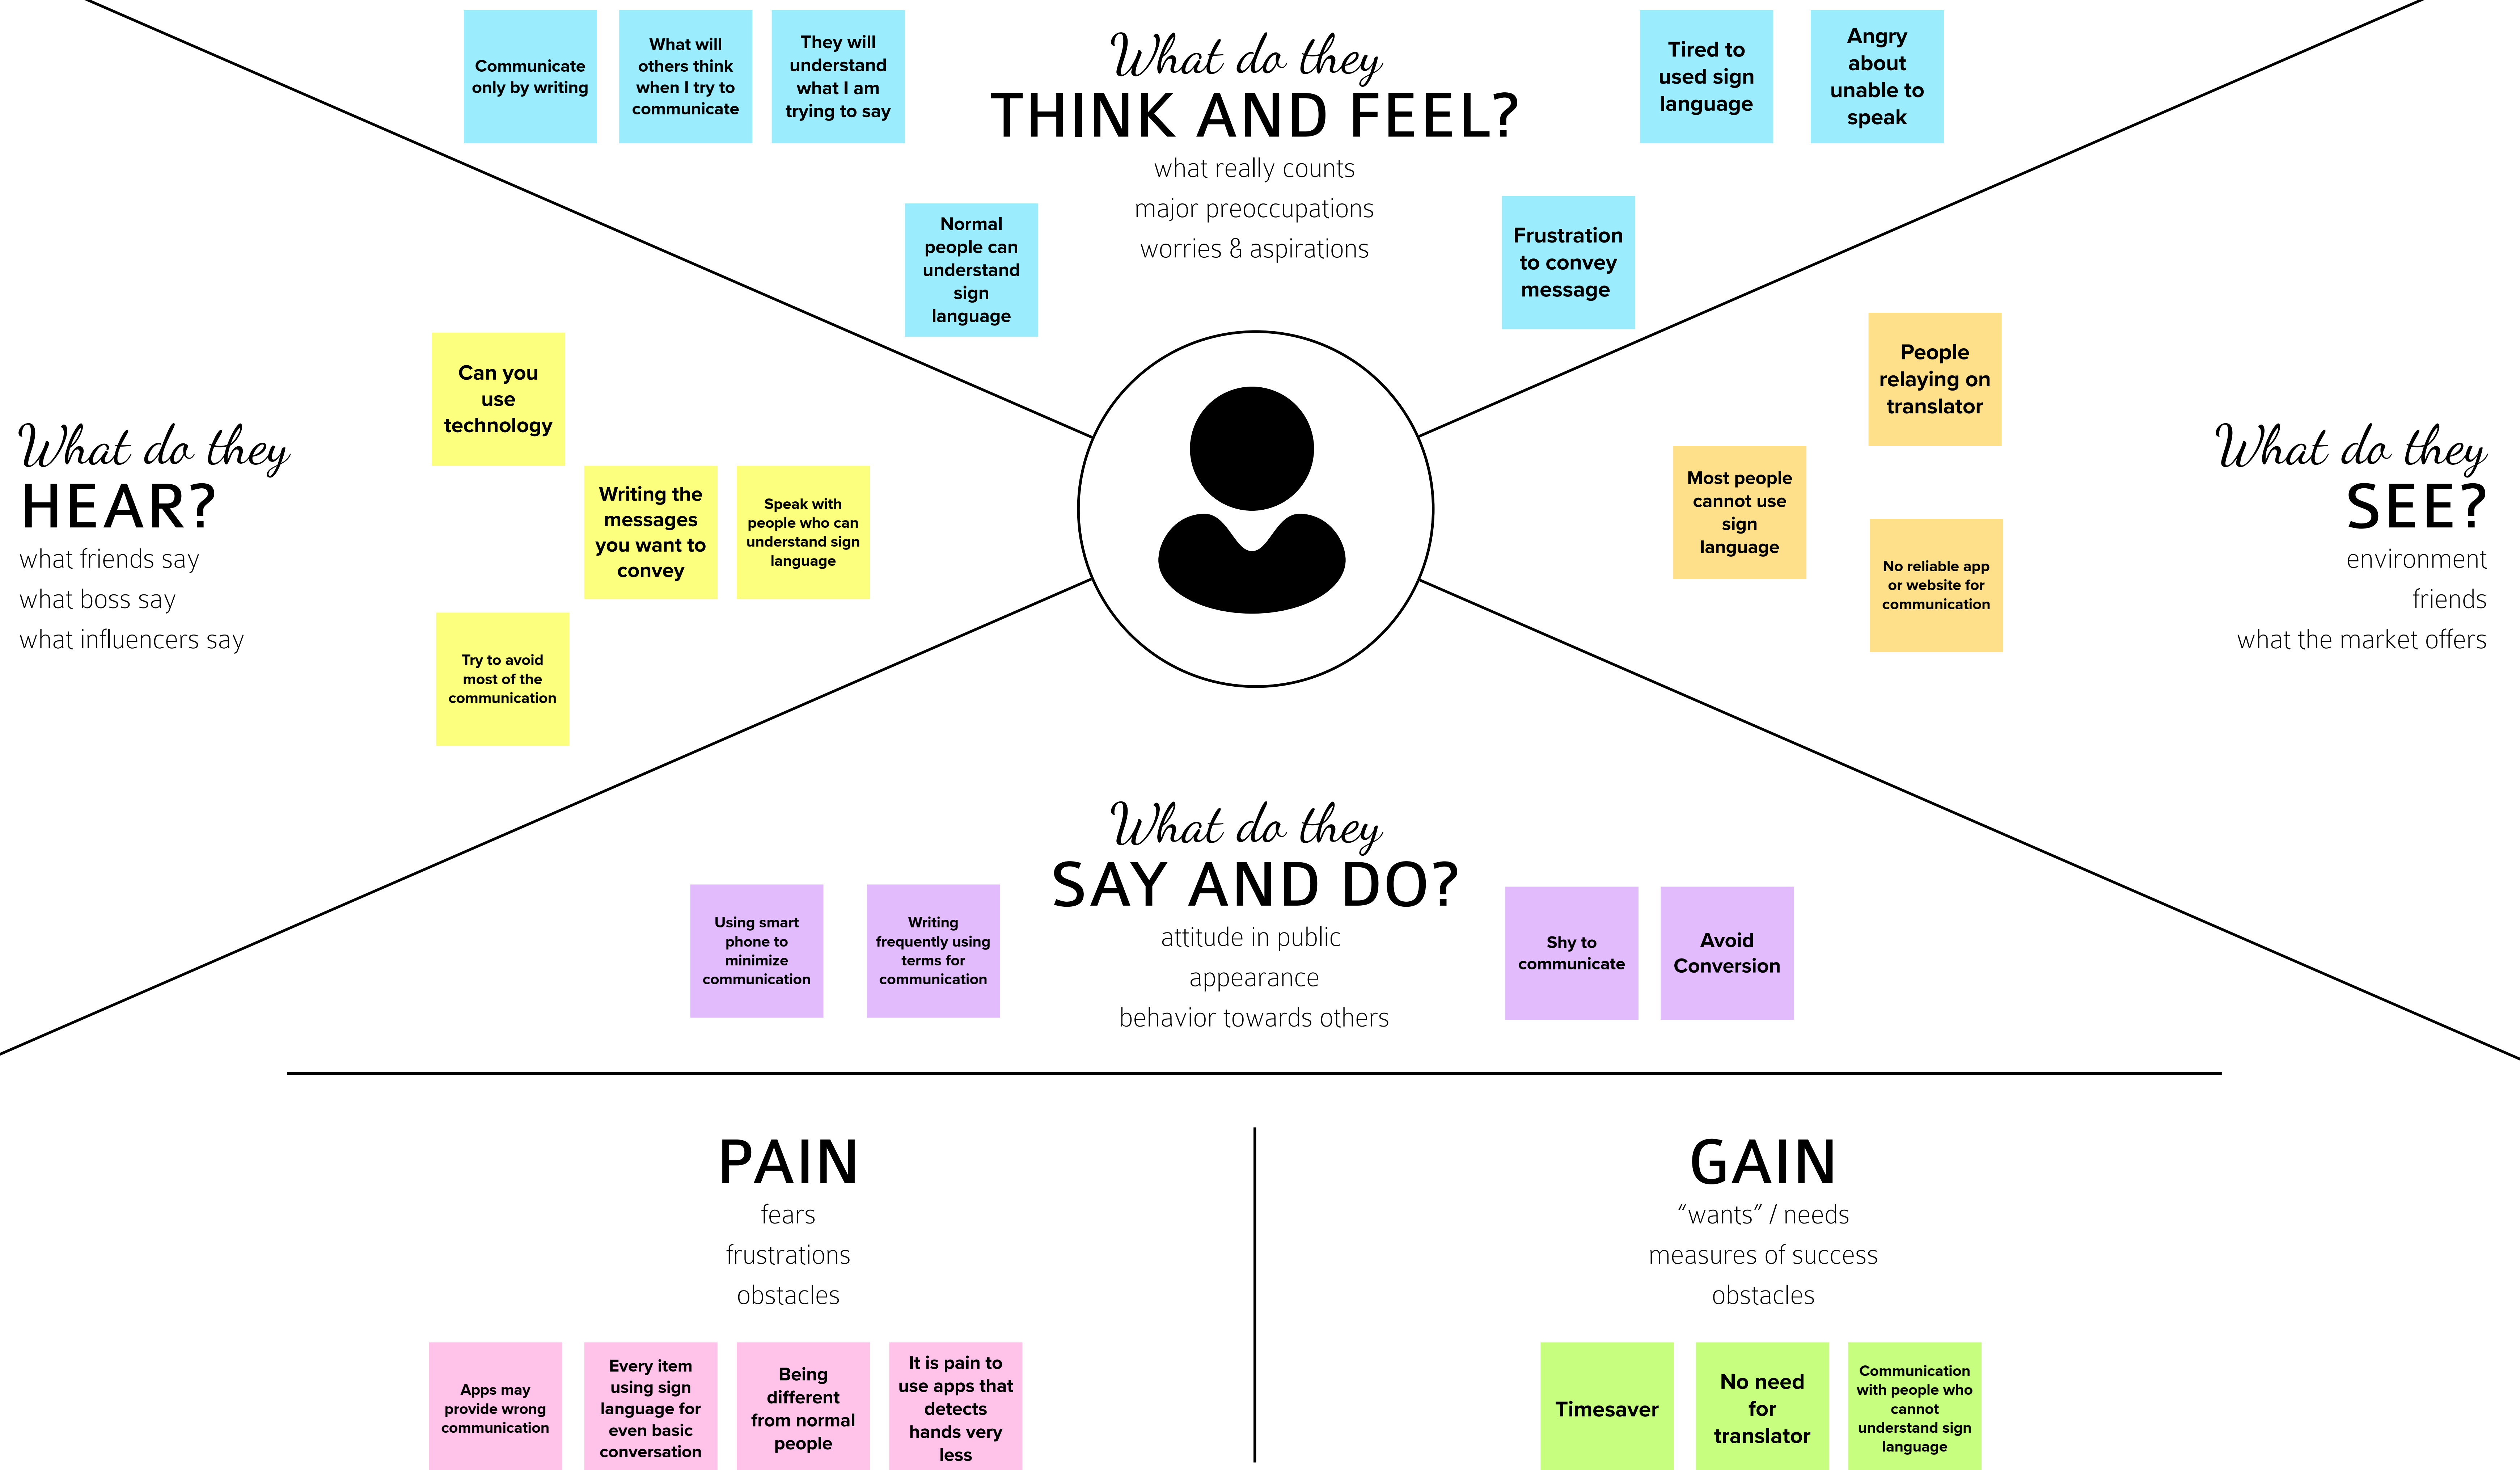 Communicate
only by writing
What will
others think
when I try to
communicate
They will
understand
what I am
trying to say
What do they
THINK AND FEEL?
what really counts
major preoccupations
worries & aspirations
Tired to
used sign
language
Angry
about
unable to
speak
Normal
people can
understand
sign
language
Frustration
to convey
message
What do they
HEAR?
what friends say
what boss say
what influencers say
Can you
use
technology
Writing the
messages
you want to
convey
Speak with
people who can
understand sign
language
Try to avoid
most of the
communication
People
relaying on
translator
Most people
cannot use
sign
language
No reliable app
or website for
communication
What do they
SEE?
environment
friends
what the market offers
What do they
SAY AND DO?
attitude in public
appearance
behavior towards others
Using smart
phone to
minimize
communication
Writing
frequently using
terms for
communication
Shy to
communicate
Avoid
Conversion
PAIN
fears
frustrations
obstacles
Apps may
provide wrong
communication
Every item
using sign
language for
even basic
conversation
Being
different
from normal
people
It is pain to
use apps that
detects
hands very
less
GAIN
“wants” / needs
measures of success
obstacles
Timesaver
No need
for
translator
Communication
with people who
cannot
understand sign
language